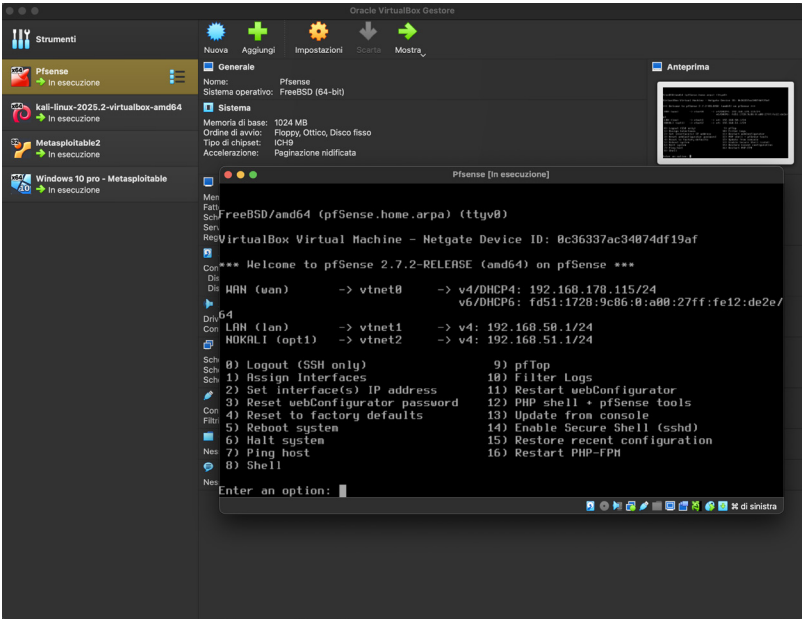 Oracle VirtualBox Gestore
Strumenti
Nuova Aggiungi Impostazioni Scarta Mostra
Pfsense
In esecuzione
kali-linux-2025.2-virtualbox-amd64
In esecuzione
Metasploitable2
In esecuzione
Windows 10 pro - Metasploitable
In esecuzione
Generale
Nome: Pfsense
Sistema operativo: FreeBSD (64-bit)
Sistema
Memoria di base: 1024 MB
Ordine di avvio: Floppy, Ottico, Disco fisso
Tipo di chipset: ICH9
Accelerazione: Paginazione nidificata
Anteprima
Pfsense [In esecuzione]
FreeBSD/amd64 (pfSense.home.arpa) (ttyv0)
VirtualBox Virtual Machine - Netgate Device ID: 0c36337ac34074df19af
*** Welcome to pfSense 2.7.2-RELEASE (amd64) on pfSense ***
WAN (wan) -> vtnet0 -> v4/DHCP4: 192.168.178.115/24
v6/DHCP6: fd51:1728:9c86:0:a00:27ff:fe12:de2e/
64
LAN (lan) -> vtnet1 -> v4: 192.168.50.1/24
NOKALI (opt1) -> vtnet2 -> v4: 192.168.51.1/24
0) Logout (SSH only) 9) pfTop
1) Assign Interfaces 10) Filter Logs
2) Set interface(s) IP address 11) Restart webConfigurator
3) Reset webConfigurator password 12) PHP shell + pfSense tools
4) Reset to factory defaults 13) Update from console
5) Reboot system 14) Enable Secure Shell (sshd)
6) Halt system 15) Restore recent configuration
7) Ping host 16) Restart PHP-FPM
8) Shell
Enter an option:
⌘ di sinistra